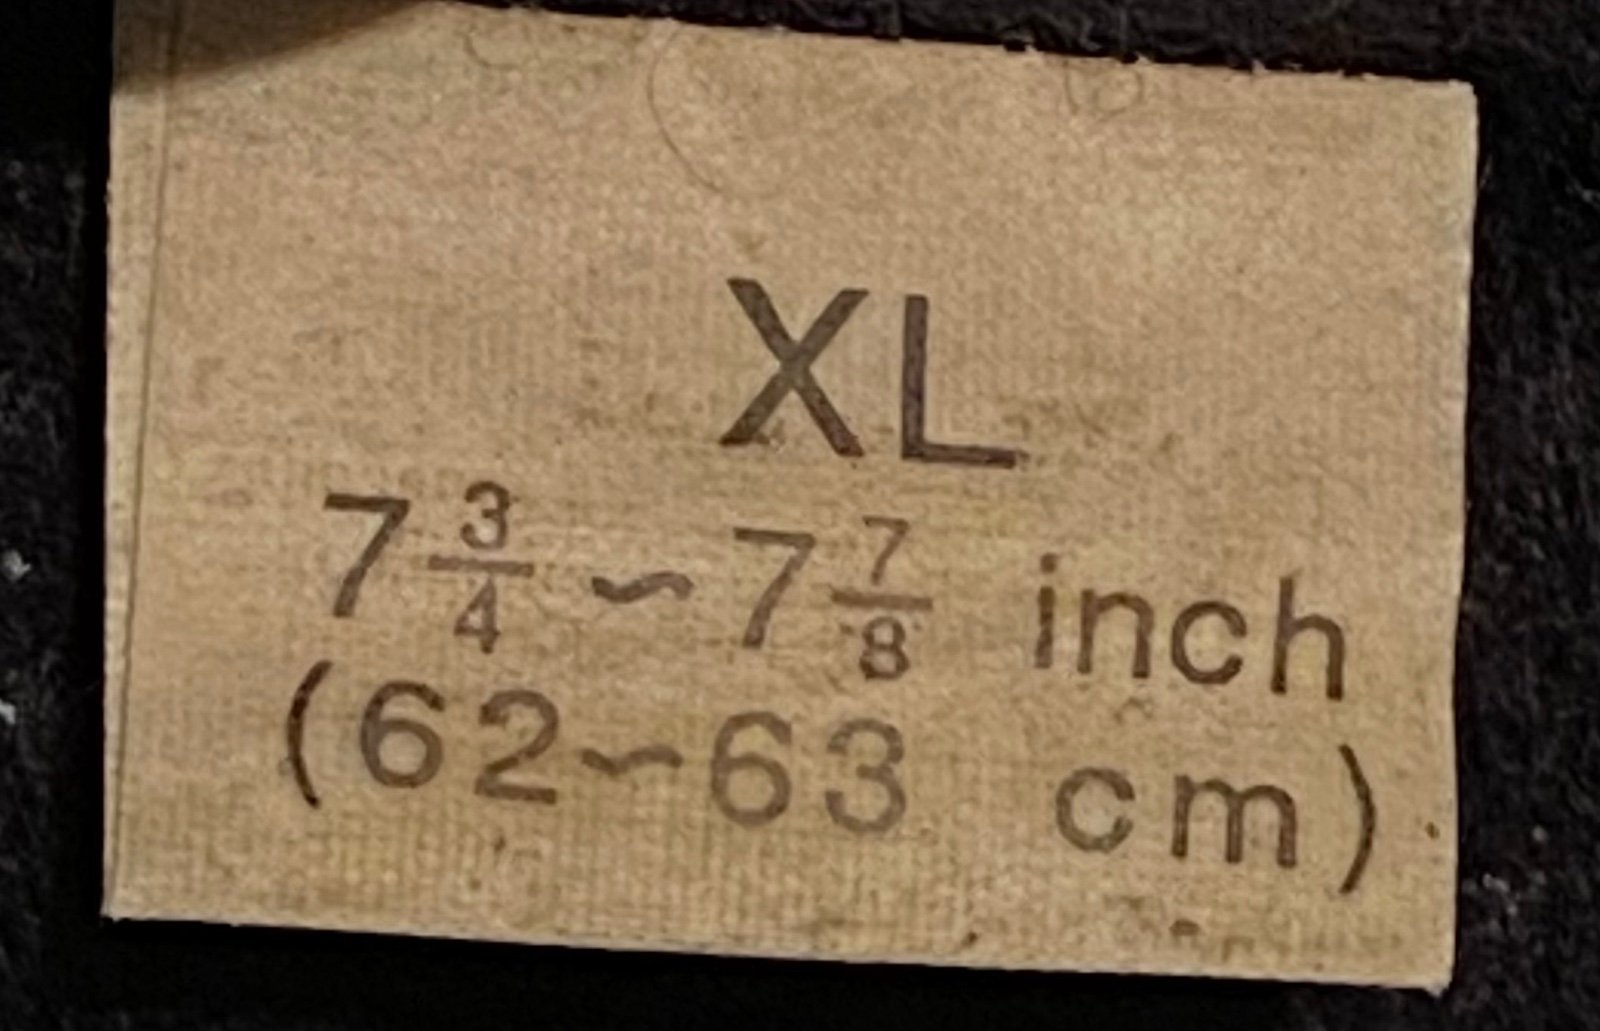 XL
7 3/4 ~ 7 7/8 inch
(62~63 cm)